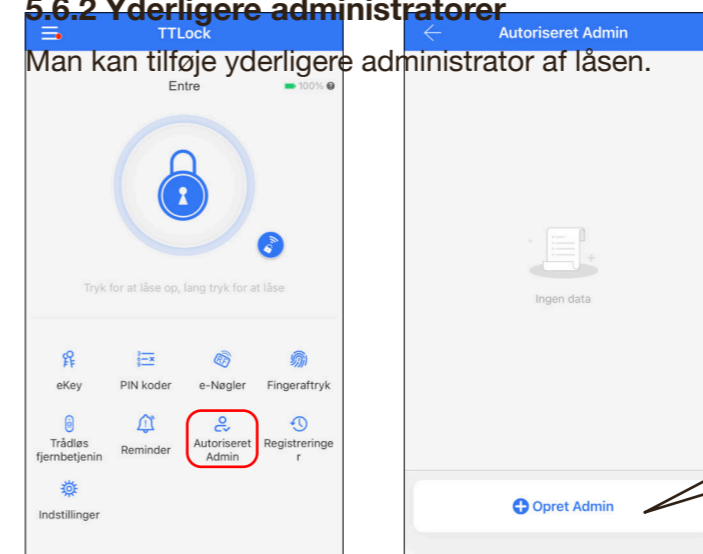 5.6.2 Yderligere administratorer
Man kan tilføje yderligere administrator af låsen.
TTLock
Entre
100%
Tryk for at låse op, lang tryk for at låse
eKey
PIN koder
e-Nøgler
Fingeraftryk
Trådløs
fjernbetjenin
Reminder
Autoriseret
Admin
Registreringe
r
Indstillinger
Autoriseret Admin
Ingen data
Opret Admin